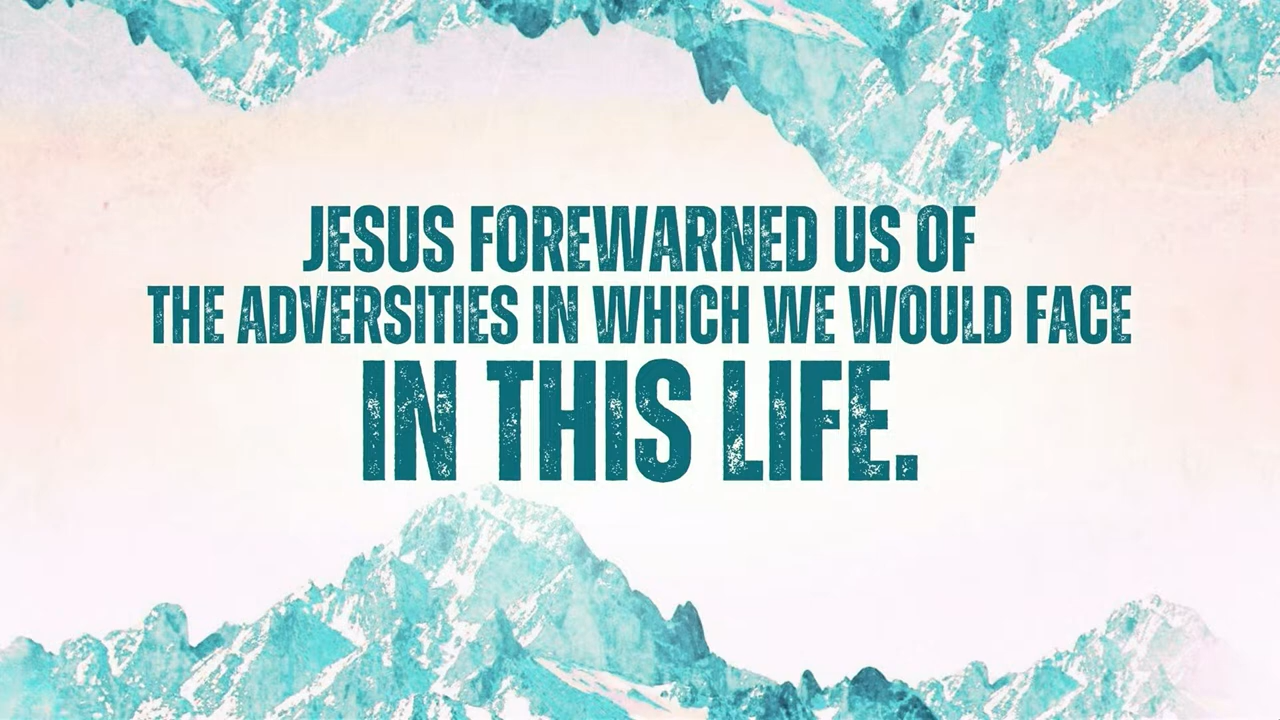 JESUS FOREWARNED US OF
THE ADVERSITIES IN WHICH WE WOULD FACE
IN THIS LIFE.